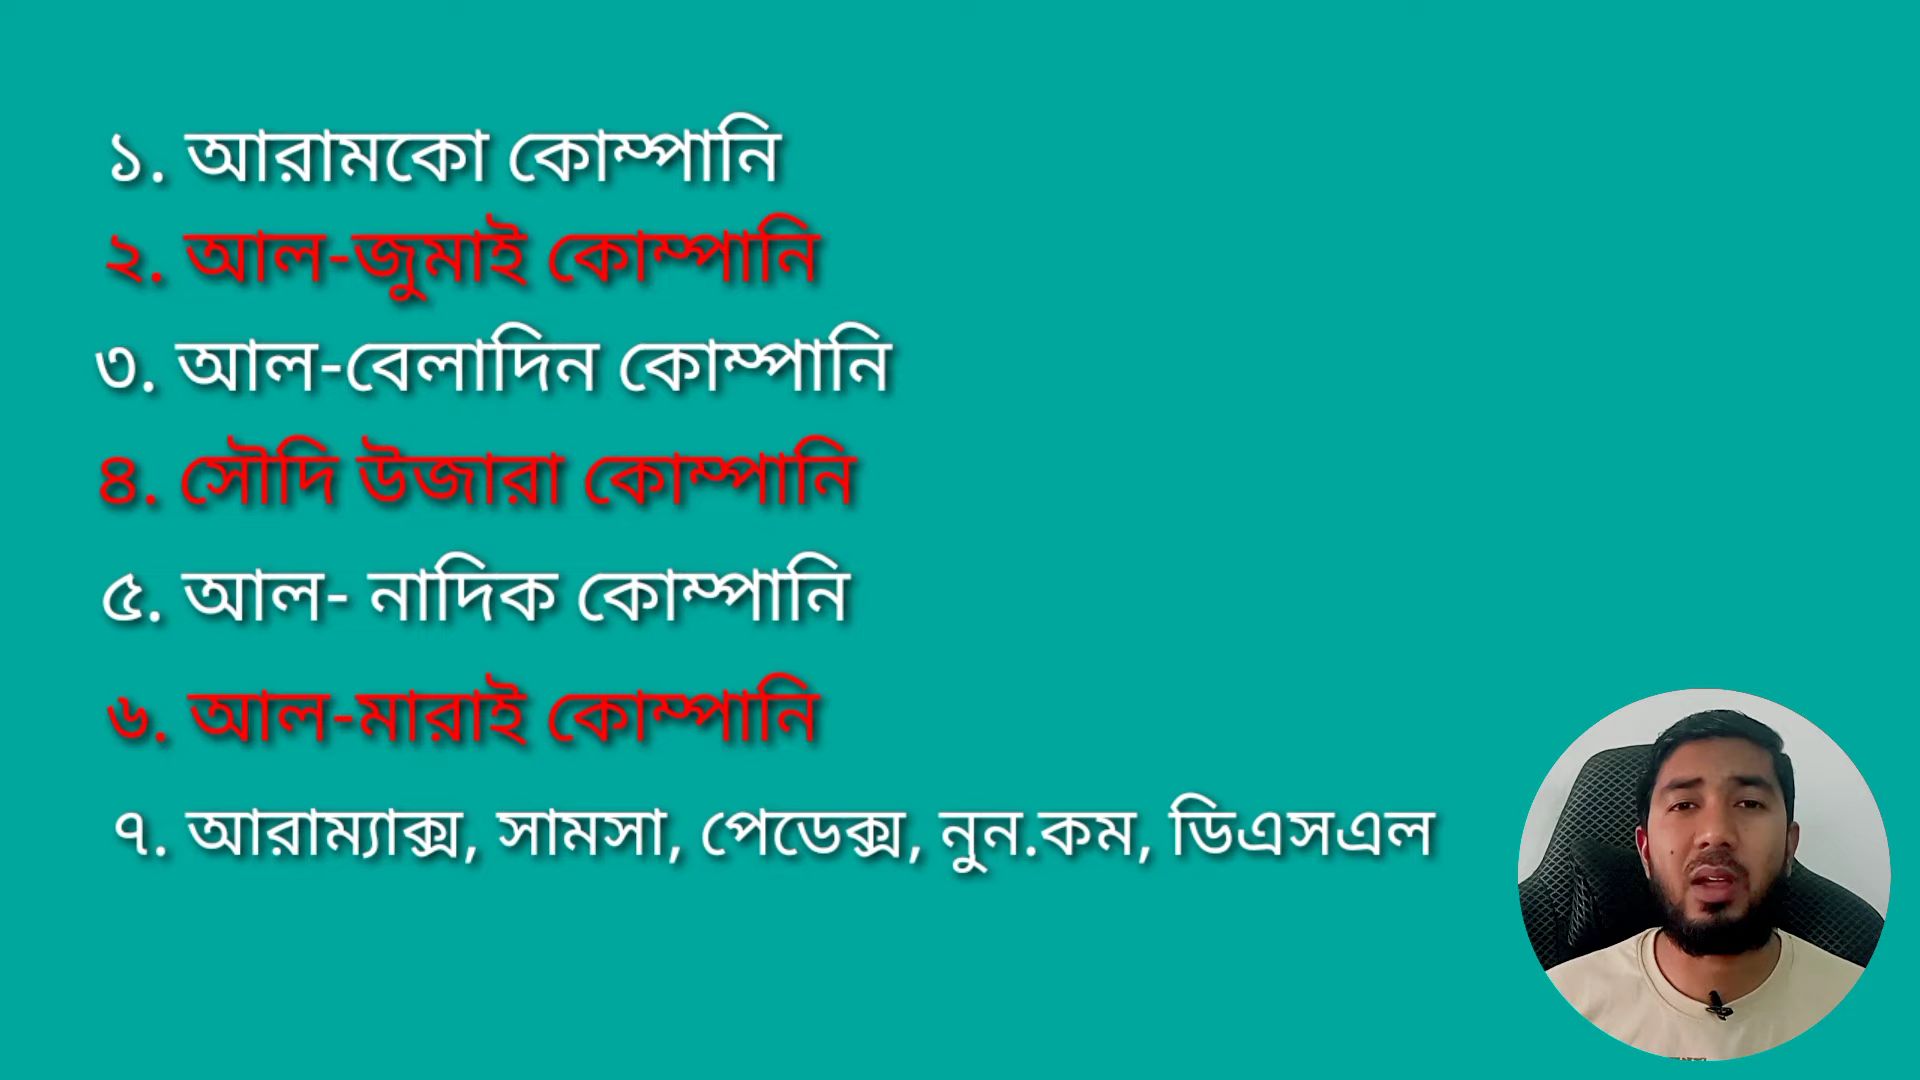 ১. আরামকো কোম্পানি
২. আল-জুমাই কোম্পানি
৩. আল-বেলাদিন কোম্পানি
৪. সৌদি উজারা কোম্পানি
৫. আল- নাদিক কোম্পানি
৬. আল-মারাই কোম্পানি
৭. আরাম্যাক্স, সামসা, পেডেক্স, নুন.কম, ডিএসএল